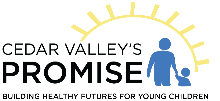 CEDAR VALLEY'S
PROMISE
BUILDING HEALTHY FUTURES FOR YOUNG CHILDREN